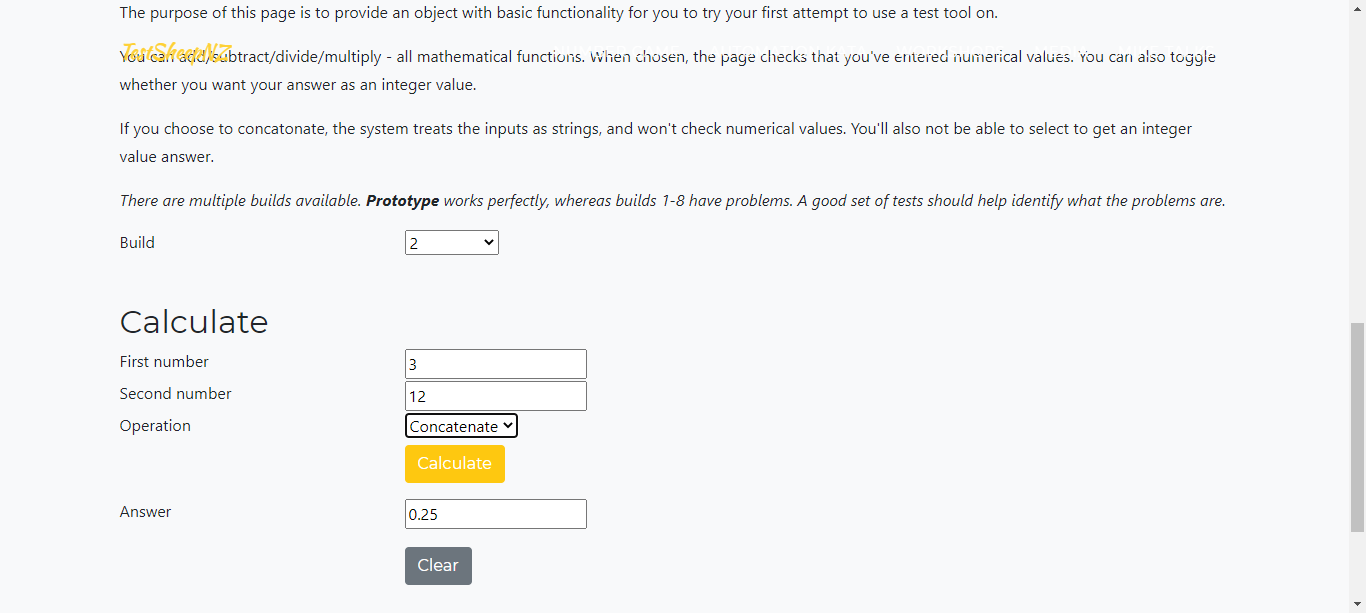 The purpose of this page is to provide an object with basic functionality for you to try your first attempt to use a test tool on.
TestSheepNZ
You can add/subtract/divide/multiply - all mathematical functions. When chosen, the page checks that you've entered numerical values. You can also toggle
whether you want your answer as an integer value.
If you choose to concatonate, the system treats the inputs as strings, and won't check numerical values. You'll also not be able to select to get an integer
value answer.
There are multiple builds available. Prototype works perfectly, whereas builds 1-8 have problems. A good set of tests should help identify what the problems are.
Build 2
Calculate
First number 3
Second number 12
Operation Concatenate
Calculate
Answer 0.25
Clear